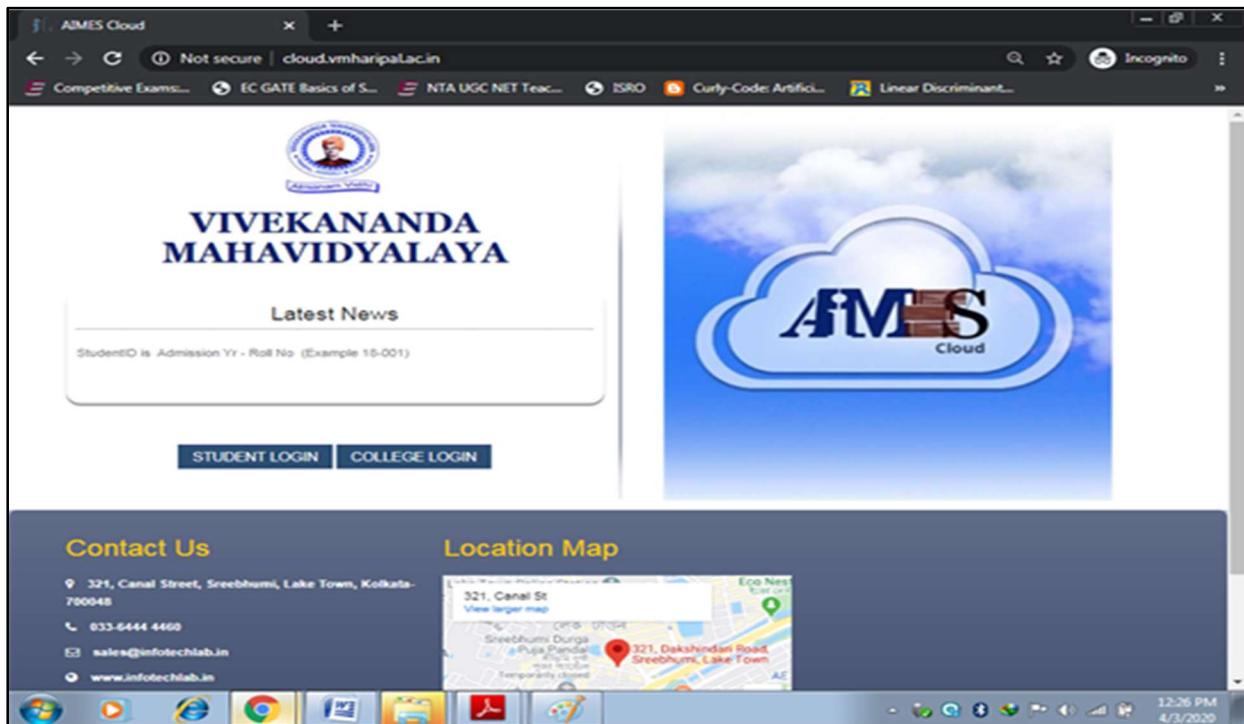 AIMES Cloud
Not secure | cloud.vmharipal.ac.in
Incognito
Competitive Exams:...
EC GATE Basics of S...
NTA UGC NET Teac...
ISRO
Curly-Code: Artifici...
Linear Discriminant...
VIVEKANANDA
MAHAVIDYALAYA
Latest News
StudentID is Admission Yr - Roll No (Example 18-001)
STUDENT LOGIN
COLLEGE LOGIN
AiMES
Cloud
Contact Us
321, Canal Street, Sreebhumi, Lake Town, Kolkata-
700048
033-6444 4460
sales@infotechlab.in
www.infotechlab.in
Location Map
321, Canal St
View larger map
Eco Nest
Sreebhumi Durga
Puja Pandal
Temporarily closed
321, Dakshindari Road,
Sreebhumi, Lake Town
AE
12:26 PM
4/3/2020